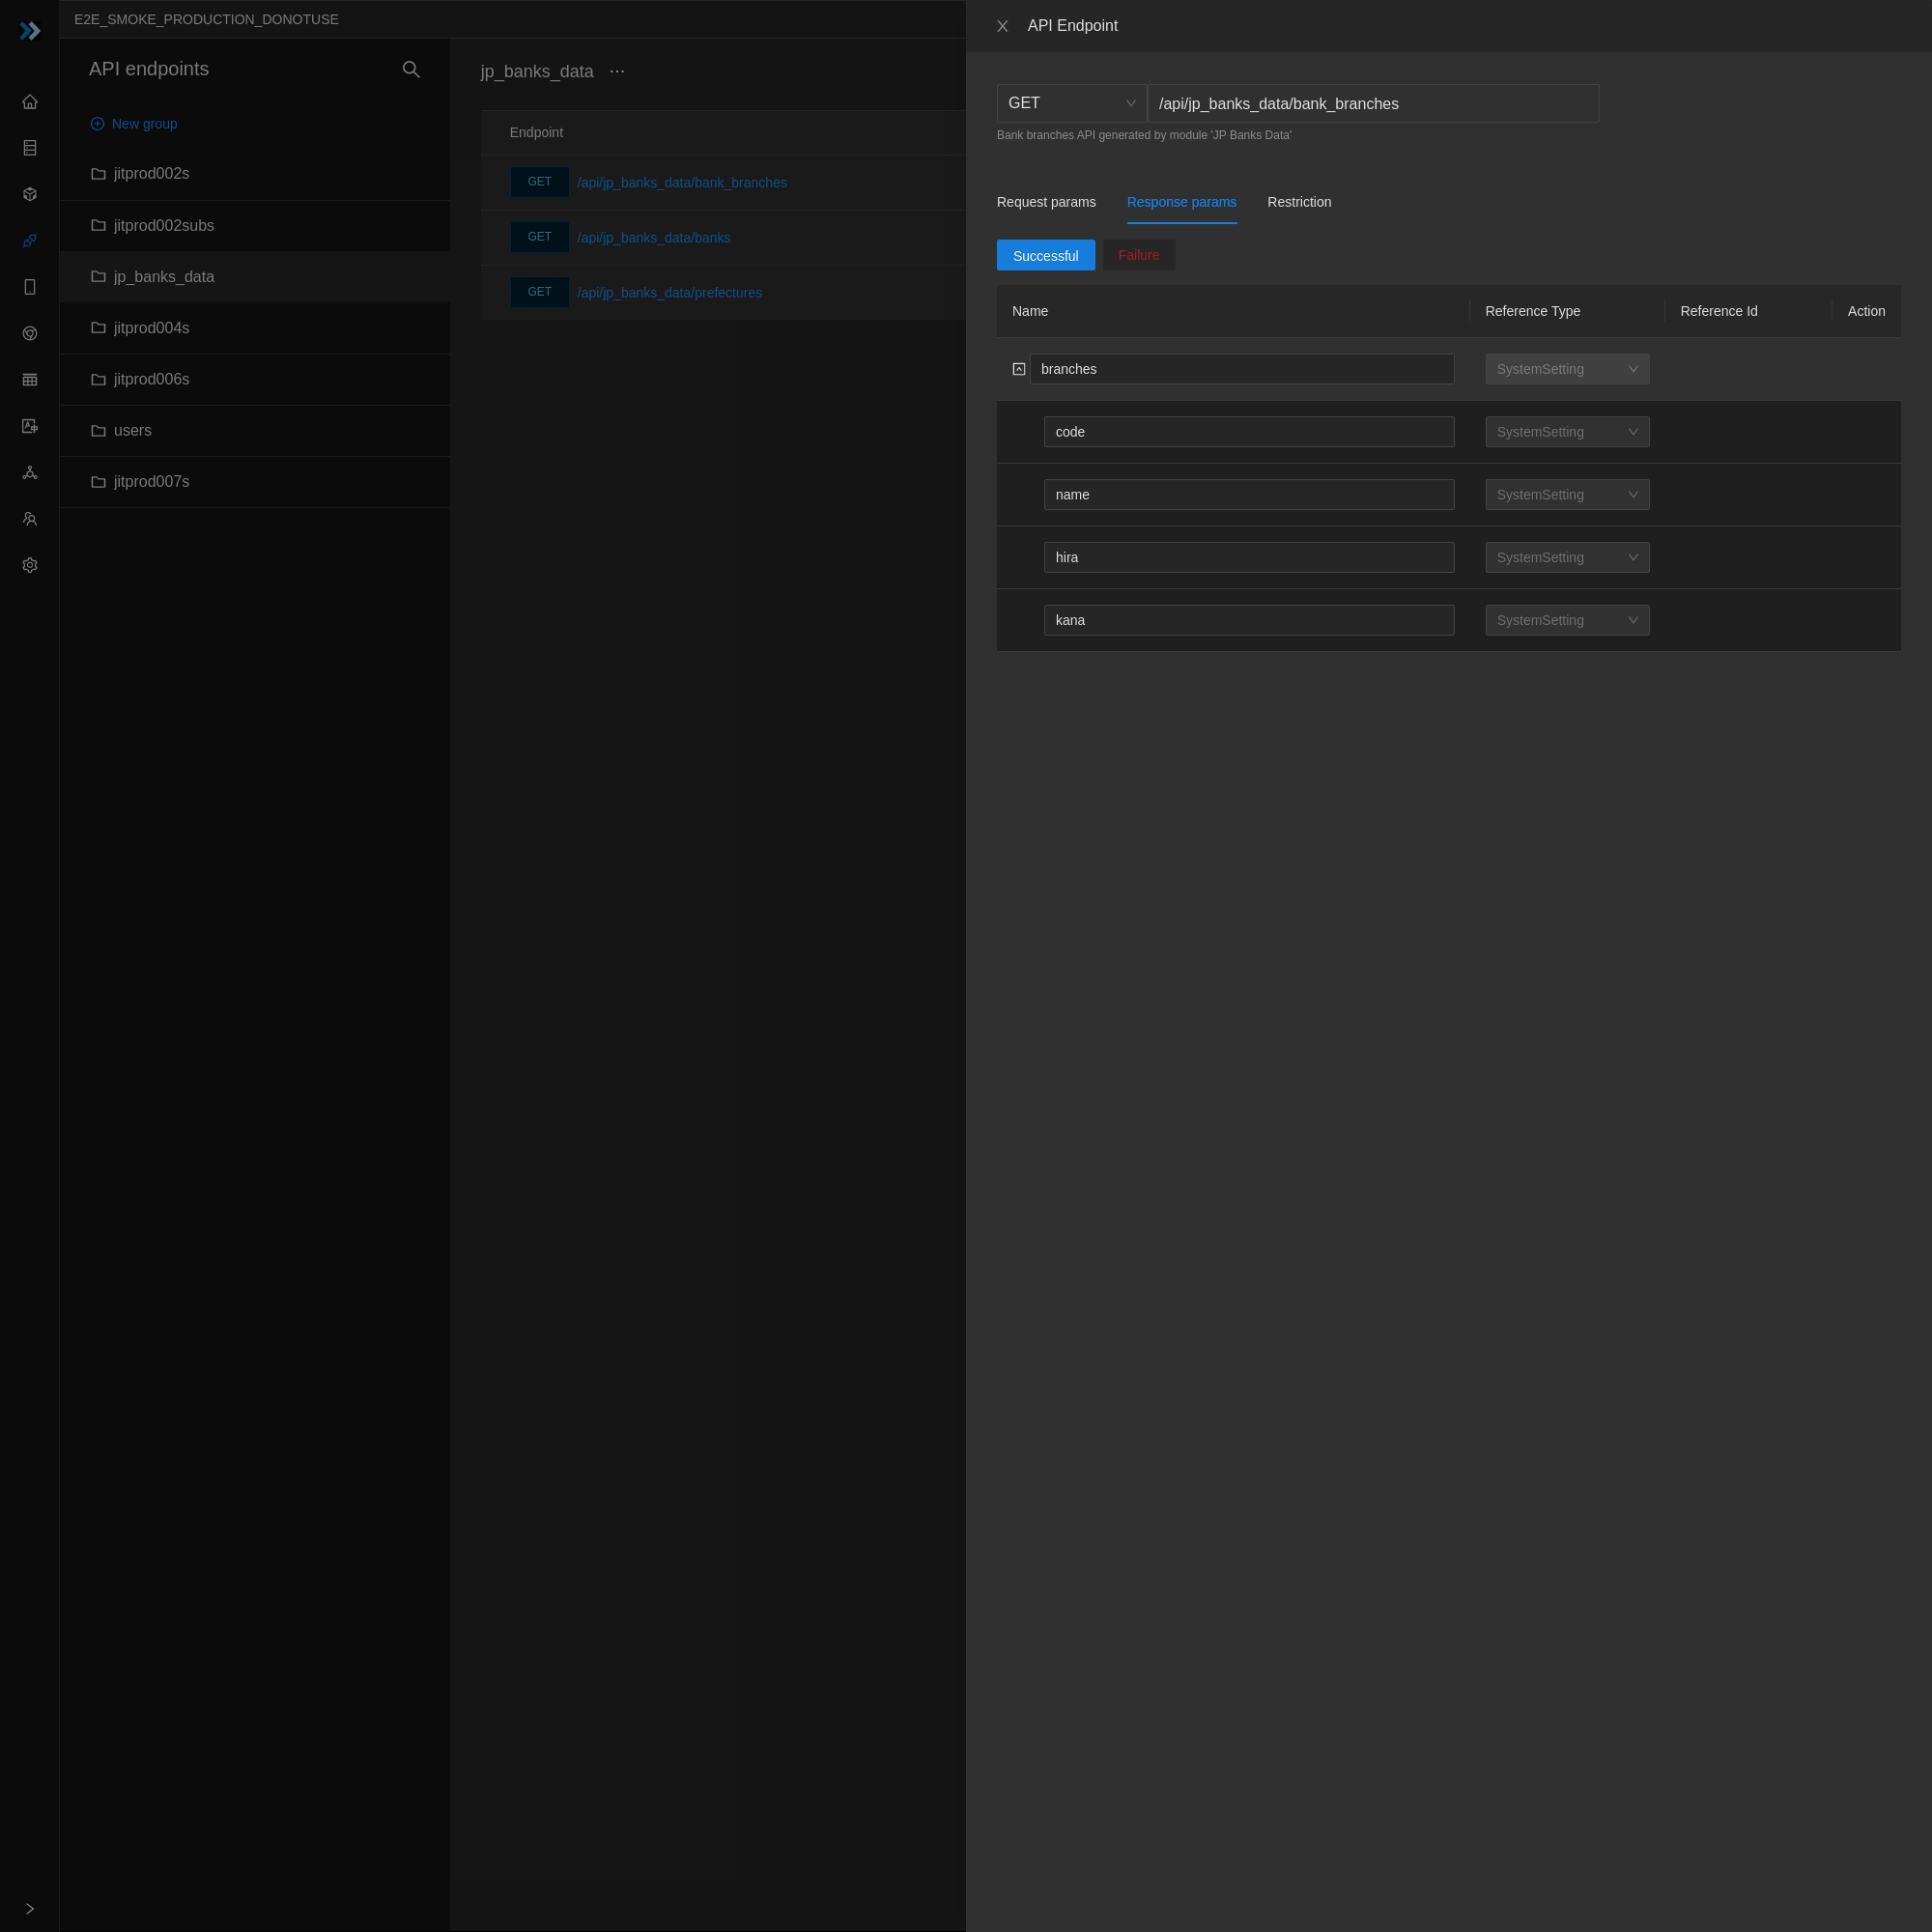 E2E_SMOKE_PRODUCTION_DONOTUSE
API endpoints
New group
jitprod002s
jitprod002subs
jp_banks_data
jitprod004s
jitprod006s
users
jitprod007s
jp_banks_data ···
Endpoint
GET /api/jp_banks_data/bank_branches
GET /api/jp_banks_data/banks
GET /api/jp_banks_data/prefectures
API Endpoint
GET /api/jp_banks_data/bank_branches
Bank branches API generated by module 'JP Banks Data'
Request params Response params Restriction
Successful Failure
Name Reference Type Reference Id Action
branches SystemSetting
code SystemSetting
name SystemSetting
hira SystemSetting
kana SystemSetting